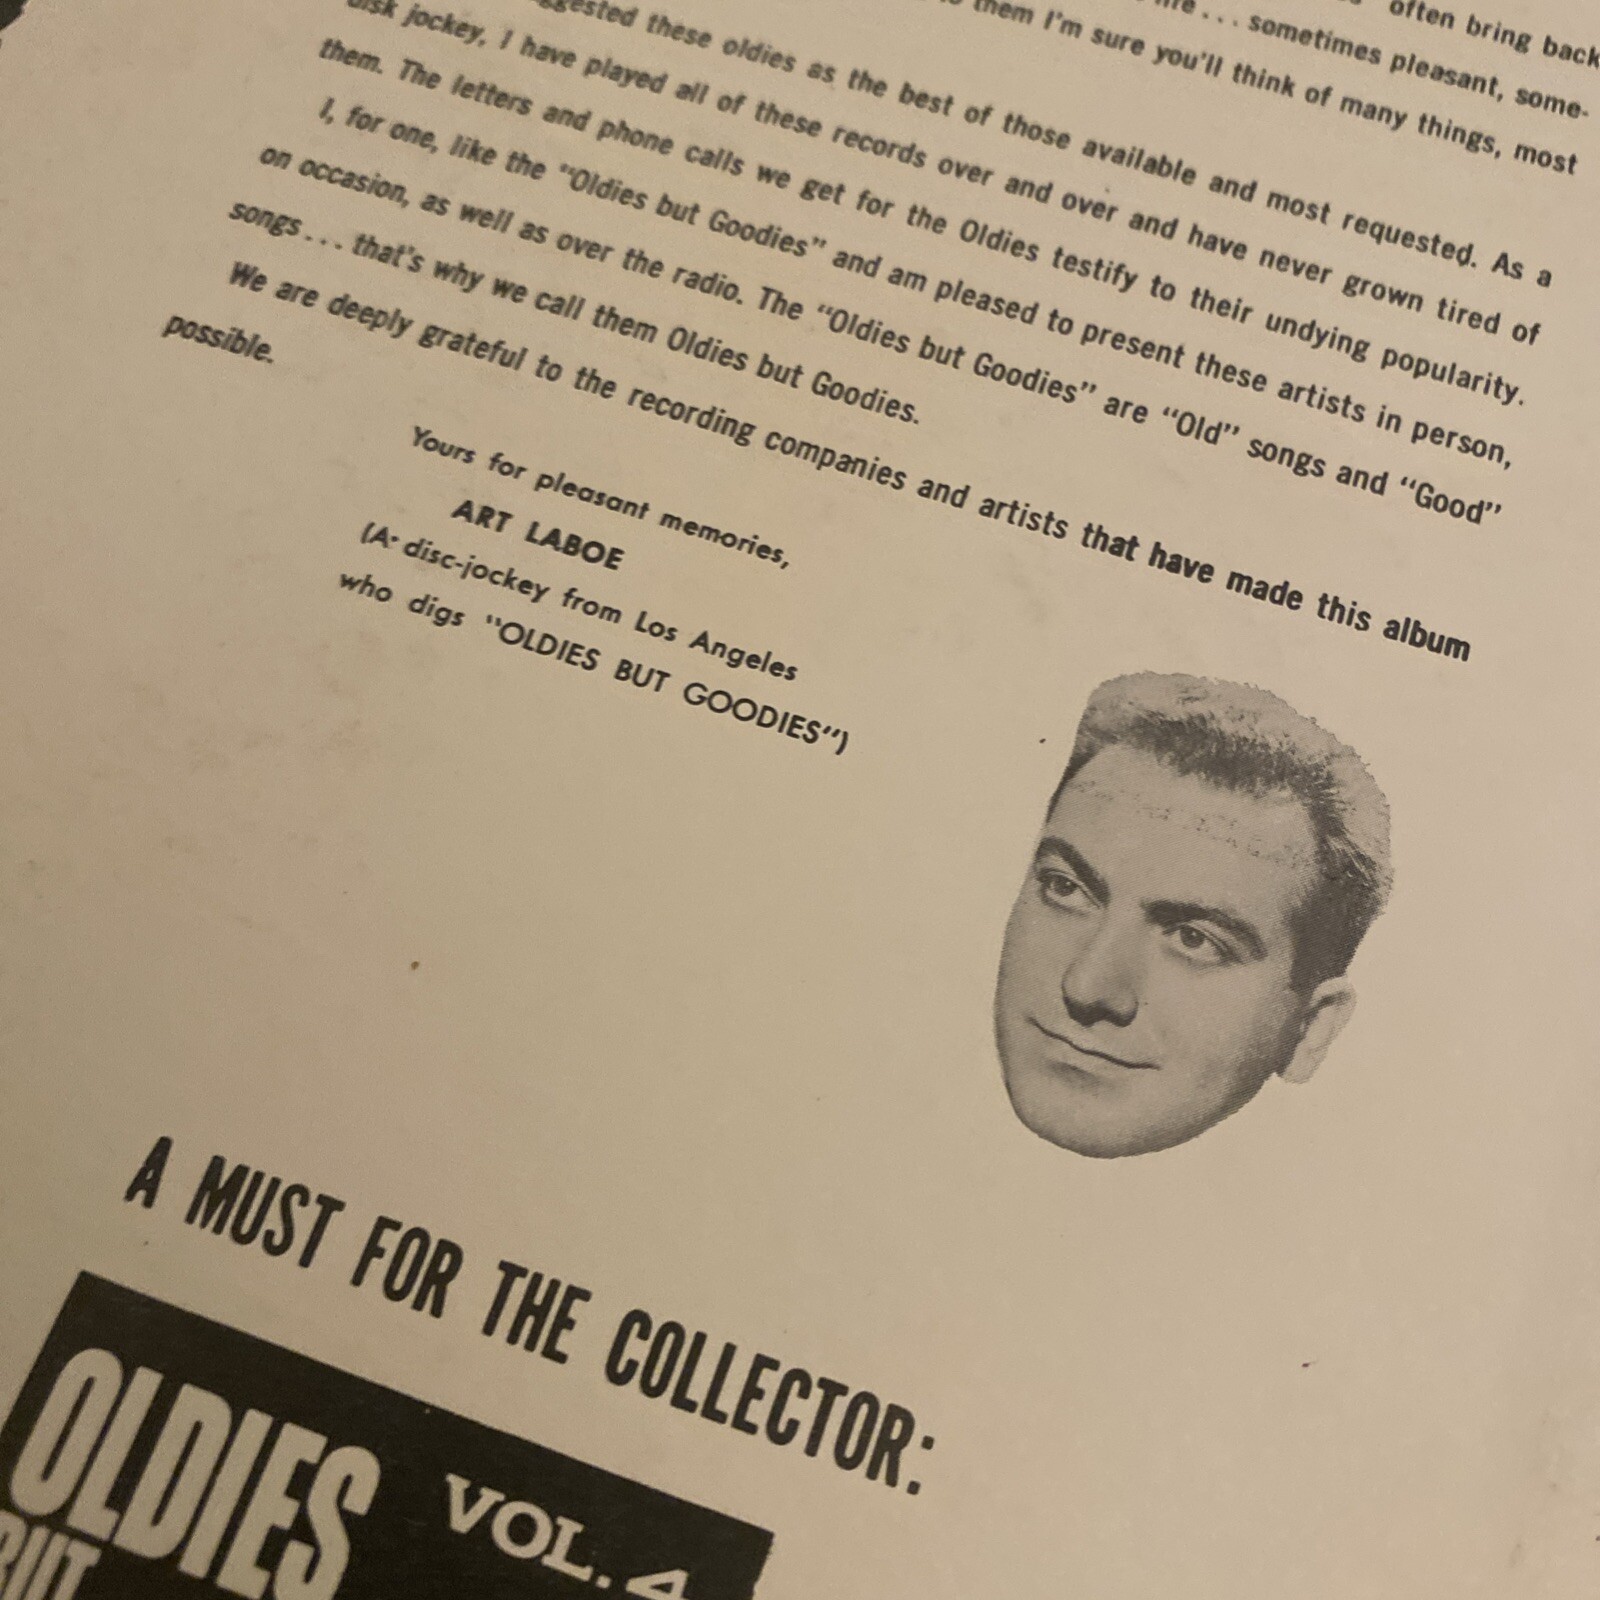 often bring back
... sometimes pleasant, some-
them I'm sure you'll think of many things, most
these oldies as the best of those available and most requested. As a
disk jockey, I have played all of these records over and over and have never grown tired of
them. The letters and phone calls we get for the Oldies testify to their undying popularity.
I, for one, like the "Oldies but Goodies" and am pleased to present these artists in person,
on occasion, as well as over the radio. The "Oldies but Goodies" are "Old" songs and "Good"
songs... that's why we call them Oldies but Goodies.
We are deeply grateful to the recording companies and artists that have made this album
possible.
Yours for pleasant memories,
ART LABOE
(A disc-jockey from Los Angeles
who digs "OLDIES BUT GOODIES")
A MUST FOR THE COLLECTOR:
OLDIES
BUT
VOL. 4